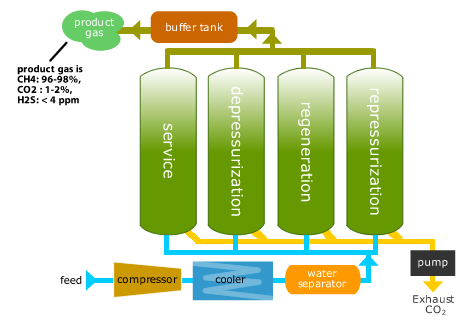 product
gas
buffer tank
product gas is
CH4: 96-98%,
CO2 : 1-2%,
H2S: < 4 ppm
service
depressurization
regeneration
repressurization
feed
compressor
cooler
water
separator
pump
Exhaust
CO₂